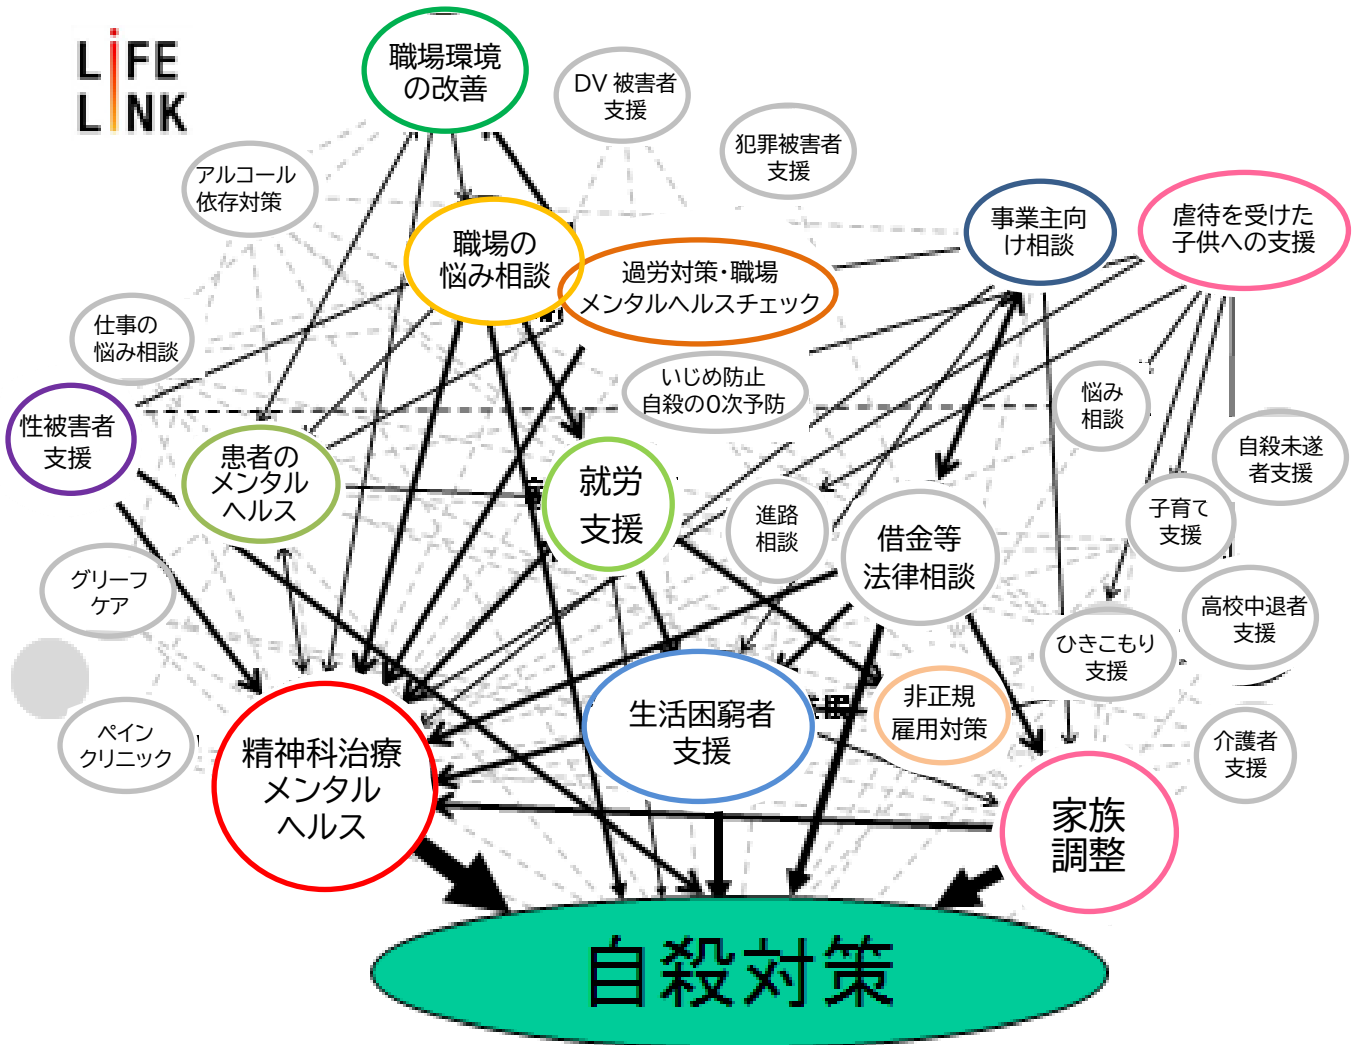 LiFE
LiNK
職場環境
の改善
DV 被害者
支援
犯罪被害者
支援
アルコール
依存対策
職場の
悩み相談
過労対策・職場
メンタルヘルスチェック
事業主向
け相談
虐待を受けた
子供への支援
仕事の
悩み相談
いじめ防止
自殺の0次予防
悩み
相談
性被害者
支援
患者の
メンタル
ヘルス
就労
支援
自殺未遂
者支援
進路
相談
子育て
支援
借金等
法律相談
グリーフ
ケア
高校中退者
支援
ひきこもり
支援
ペイン
クリニック
精神科治療
メンタル
ヘルス
生活困窮者
支援
非正規
雇用対策
介護者
支援
家族
調整
自殺対策